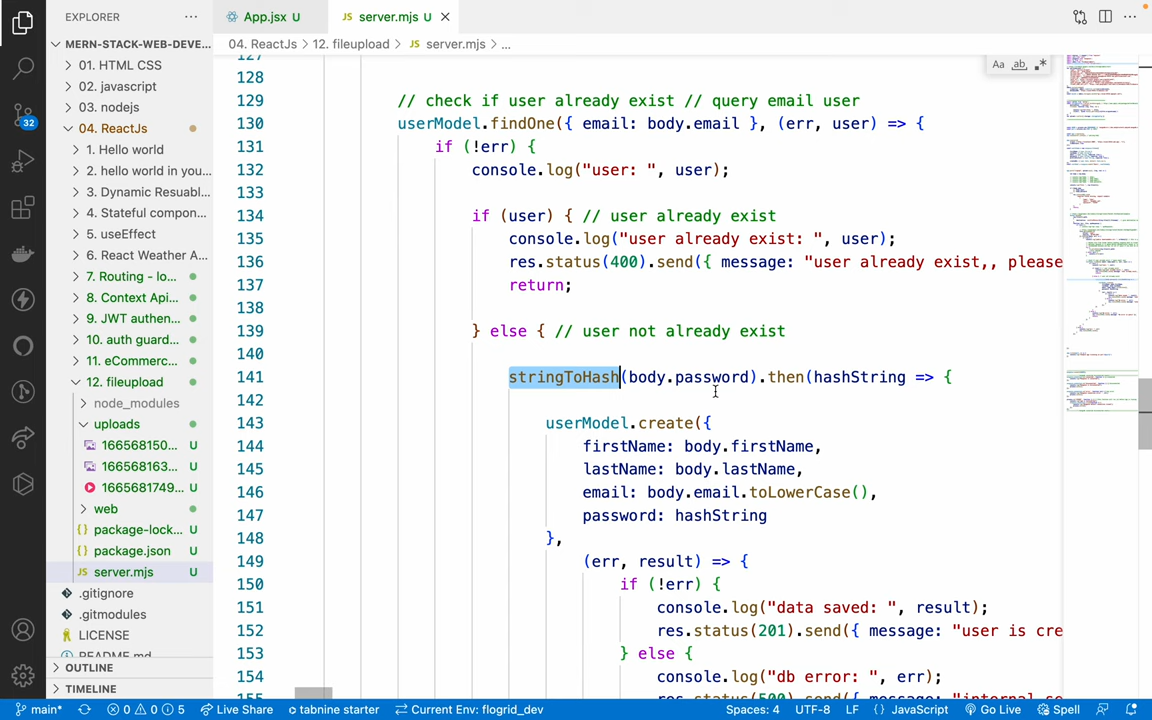 EXPLORER
App.jsx U
server.mjs U
MERN-STACK-WEB-DEVE...
04. ReactJs > 12. fileupload > JS server.mjs > ...
01. HTML CSS
02. javascript
03. nodejs
04. ReactJs
1. Hello world
2. hello world in you...
3. Dynamic Resuabl...
4. Stateful compon...
5. useEffect
6. React Weather A...
7. Routing - lo...
8. Context Api...
9. JWT authen...
10. auth guard...
11. eCommerc...
12. fileupload
node_modules
uploads
166568150... U
166568163... U
1665681749... U
web
package-lock... U
package.json U
JS server.mjs U
.gitignore
.gitmodules
LICENSE
README.md
OUTLINE
TIMELINE
32
Aa ab .*
127
128
129 // check if user already exist // query email user
130 userModel.findOne({ email: body.email }, (err, user) => {
131 if (!err) {
132 console.log("user: ", user);
133
134 if (user) { // user already exist
135 console.log("user already exist: ", user);
136 res.status(400).send({ message: "user already exist,, please
137 return;
138
139 } else { // user not already exist
140
141 stringToHash(body.password).then(hashString => {
142
143 userModel.create({
144 firstName: body.firstName,
145 lastName: body.lastName,
146 email: body.email.toLowerCase(),
147 password: hashString
148 },
149 (err, result) => {
150 if (!err) {
151 console.log("data saved: ", result);
152 res.status(201).send({ message: "user is cre
153 } else {
154 console.log("db error: ", err);
155 res.status(500).send({ message: "internal se
main* 0 0 5 Live Share tabnine starter Current Env: flogrid_dev Spaces: 4 UTF-8 LF {} JavaScript Go Live Spell